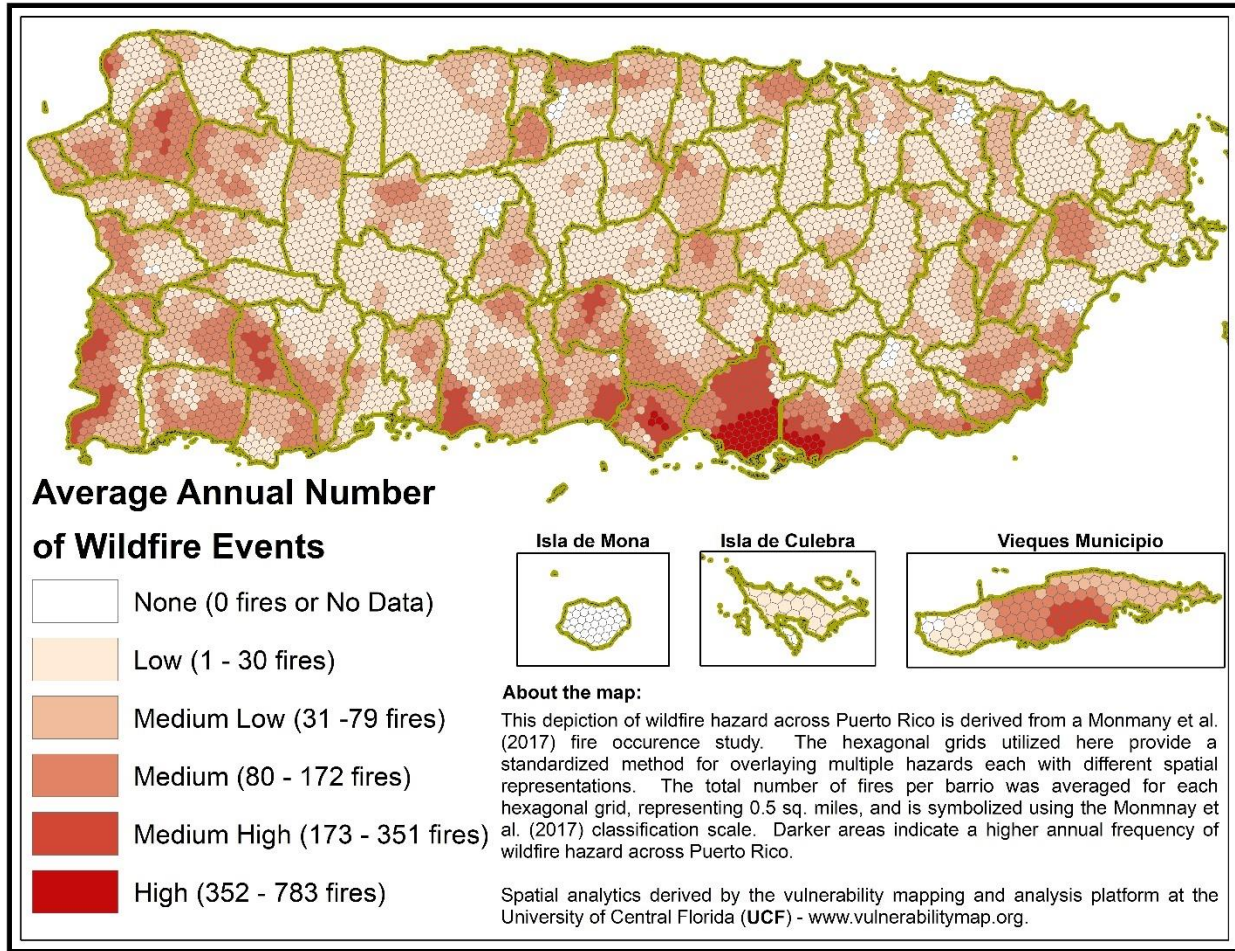 Average Annual Number
of Wildfire Events
None (0 fires or No Data)
Low (1 - 30 fires)
Medium Low (31 -79 fires)
Medium (80 - 172 fires)
Medium High (173 - 351 fires)
High (352 - 783 fires)
Isla de Mona
Isla de Culebra
Vieques Municipio
About the map:
This depiction of wildfire hazard across Puerto Rico is derived from a Monmany et al.
(2017) fire occurence study. The hexagonal grids utilized here provide a
standardized method for overlaying multiple hazards each with different spatial
representations. The total number of fires per barrio was averaged for each
hexagonal grid, representing 0.5 sq. miles, and is symbolized using the Monmnay et
al. (2017) classification scale. Darker areas indicate a higher annual frequency of
wildfire hazard across Puerto Rico.
Spatial analytics derived by the vulnerability mapping and analysis platform at the
University of Central Florida (UCF) - www.vulnerabilitymap.org.